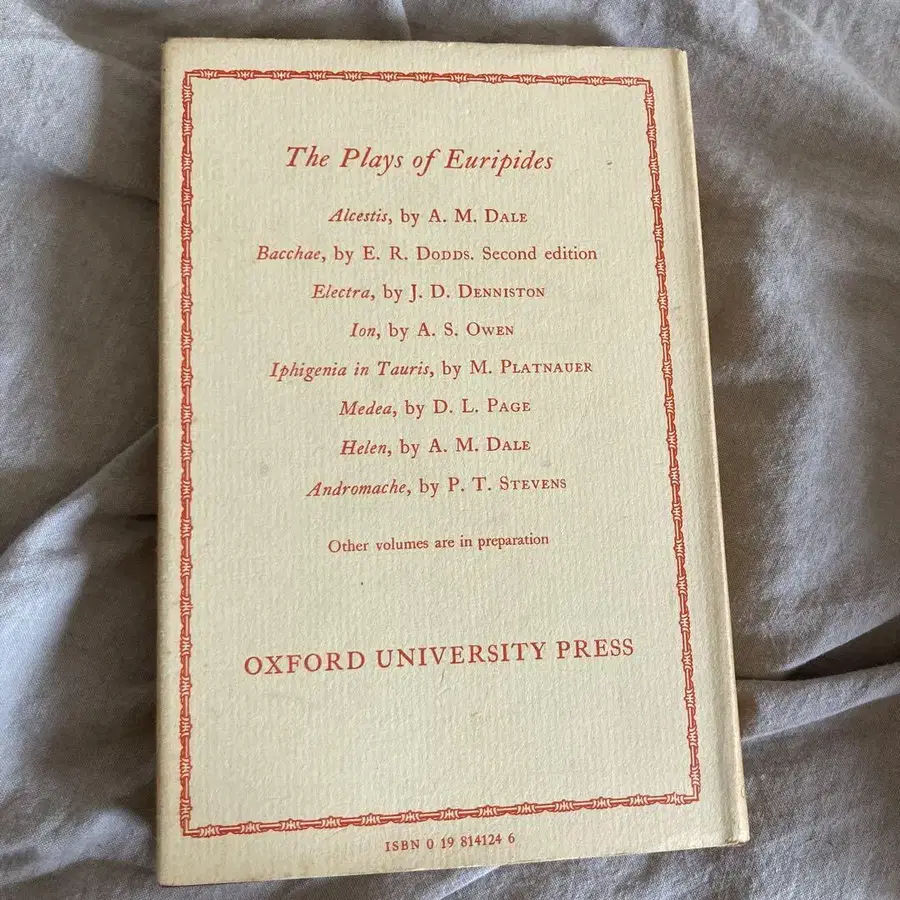 The Plays of Euripides
Alcestis, by A. M. DALE
Bacchae, by E. R. DODDS. Second edition
Electra, by J. D. DENNISTON
Ion, by A. S. OWEN
Iphigenia in Tauris, by M. PLATNAUER
Medea, by D. L. PAGE
Helen, by A. M. DALE
Andromache, by P. T. STEVENS
Other volumes are in preparation
OXFORD UNIVERSITY PRESS
ISBN 0 19 814124 6